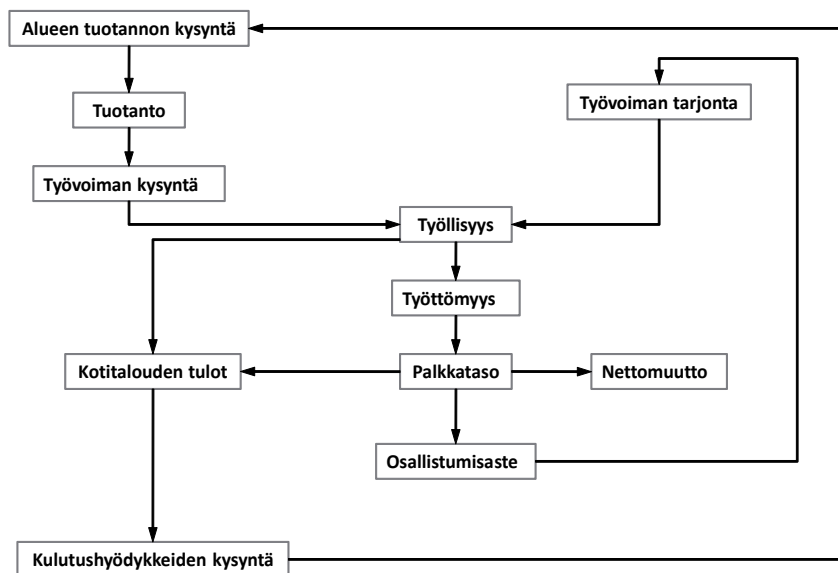 Alueen tuotannon kysyntä
Tuotanto
Työvoiman tarjonta
Työvoiman kysyntä
Työllisyys
Työttömyys
Kotitalouden tulot
Palkkataso
Nettomuutto
Osallistumisaste
Kulutushyödykkeiden kysyntä